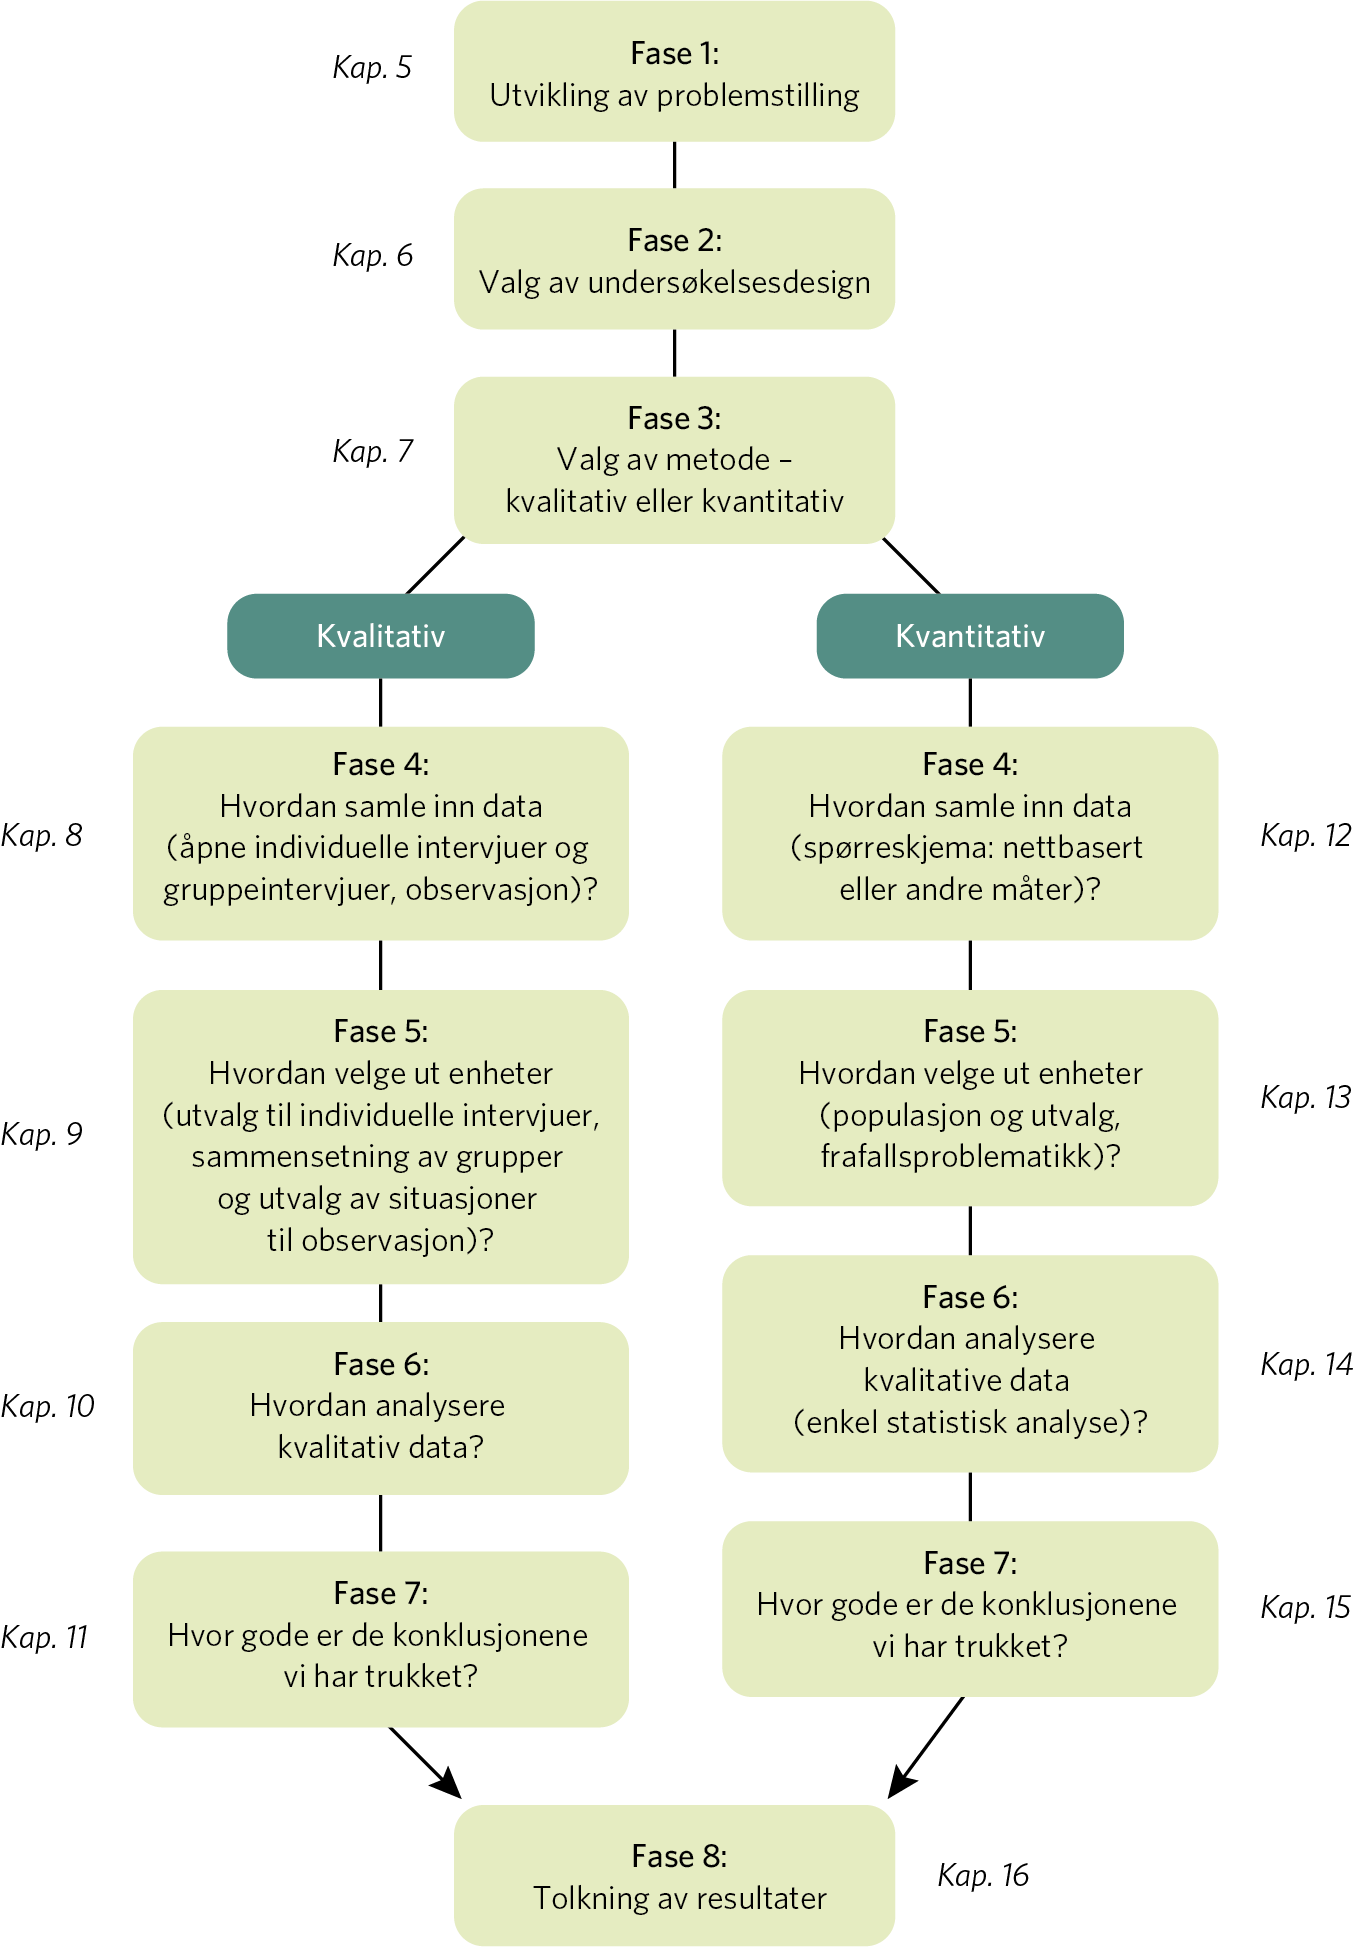 Kap. 5
Fase 1:
Utvikling av problemstilling
Kap. 6
Fase 2:
Valg av undersøkelsesdesign
Kap. 7
Fase 3:
Valg av metode –
kvalitativ eller kvantitativ
Kvalitativ
Kap. 8
Fase 4:
Hvordan samle inn data
(åpne individuelle intervjuer og
gruppeintervjuer, observasjon)?
Kap. 9
Fase 5:
Hvordan velge ut enheter
(utvalg til individuelle intervjuer,
sammensetning av grupper
og utvalg av situasjoner
til observasjon)?
Kap. 10
Fase 6:
Hvordan analysere
kvalitativ data?
Kap. 11
Fase 7:
Hvor gode er de konklusjonene
vi har trukket?
Kvantitativ
Fase 4:
Hvordan samle inn data
(spørreskjema: nettbasert
eller andre måter)?
Kap. 12
Fase 5:
Hvordan velge ut enheter
(populasjon og utvalg,
frafallsproblematikk)?
Kap. 13
Fase 6:
Hvordan analysere
kvalitative data
(enkel statistisk analyse)?
Kap. 14
Fase 7:
Hvor gode er de konklusjonene
vi har trukket?
Kap. 15
Fase 8:
Tolkning av resultater
Kap. 16